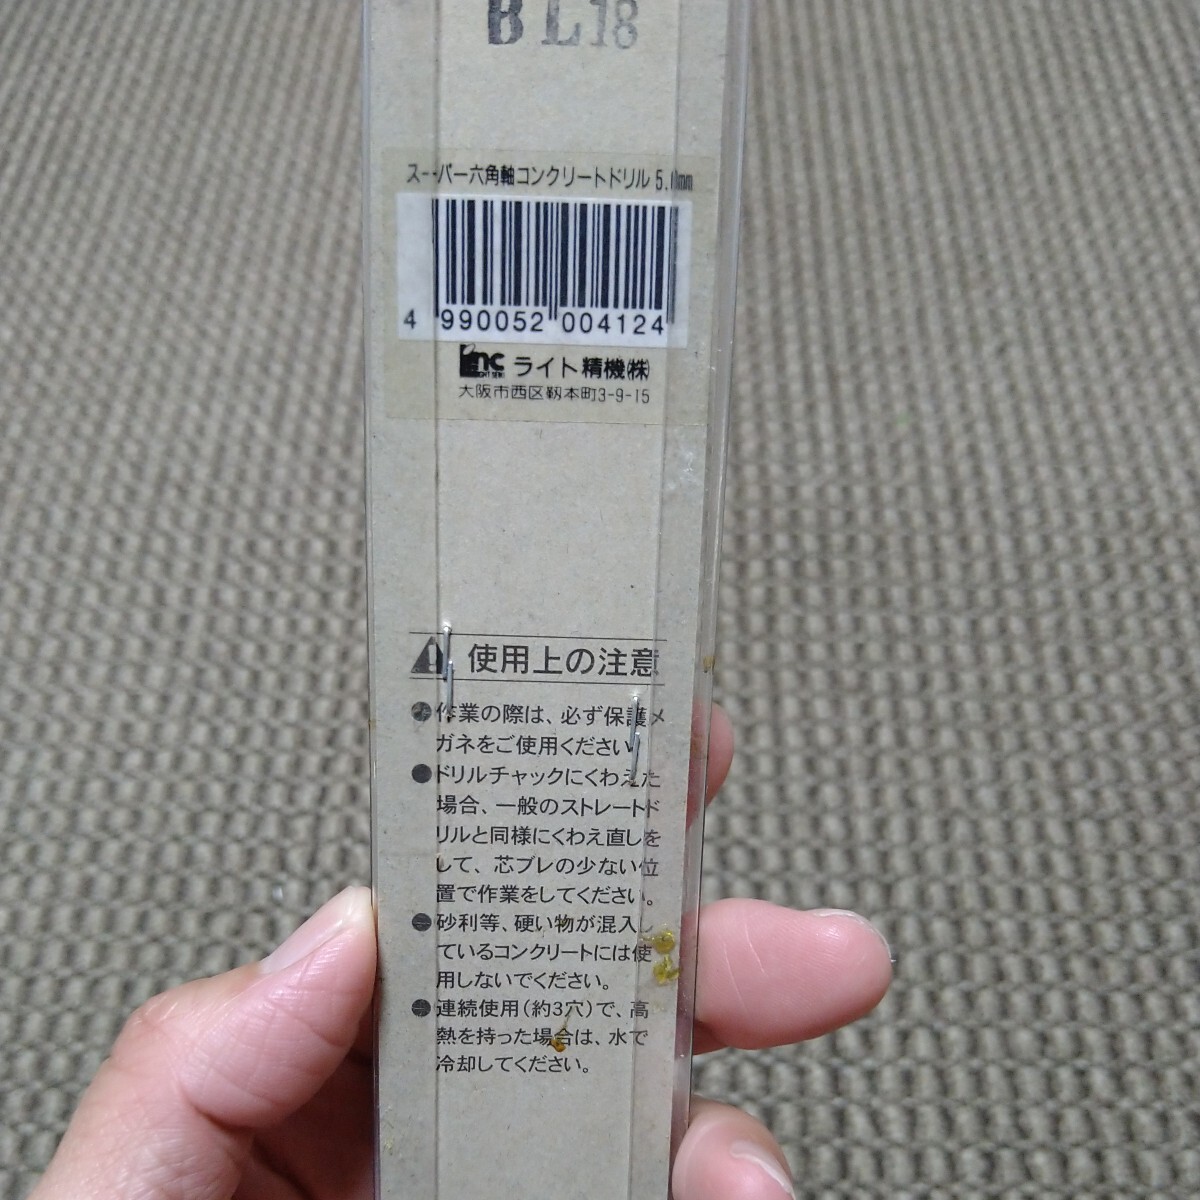 BL18
スーパー六角軸コンクリートドリル 5.0mm
4 990052 004124
inc ライト精機㈱
大阪市西区靱本町3-9-15
使用上の注意
●作業の際は、必ず保護メ
ガネをご使用ください。
●ドリルチャックにくわえた
場合、一般のストレートド
リルと同様にくわえ直しを
して、芯ブレの少ない位
置で作業をしてください。
●砂利等、硬い物が混入し
ているコンクリートには使
用しないでください。
●連続使用(約3穴)で、高
熱を持った場合は、水で
冷却してください。